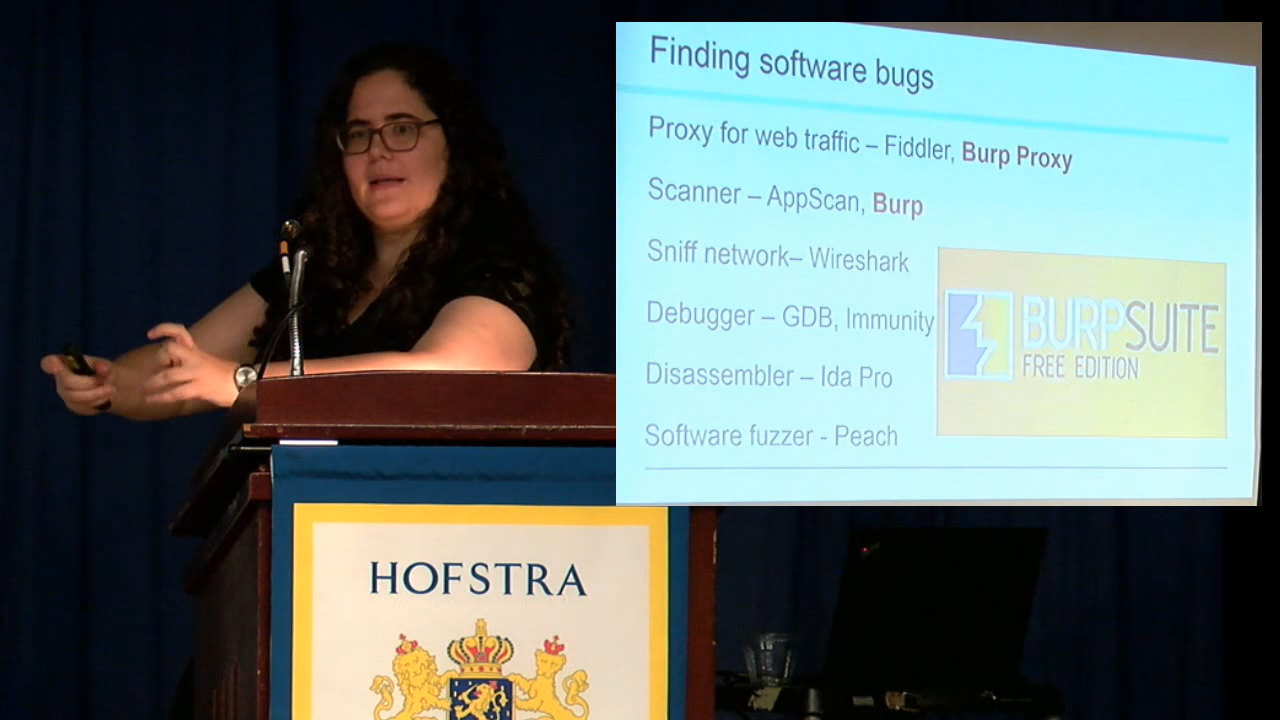 Finding software bugs
Proxy for web traffic – Fiddler, Burp Proxy
Scanner – AppScan, Burp
Sniff network– Wireshark
Debugger – GDB, Immunity
Disassembler – Ida Pro
Software fuzzer - Peach
BURPSUITE
FREE EDITION
HOFSTRA